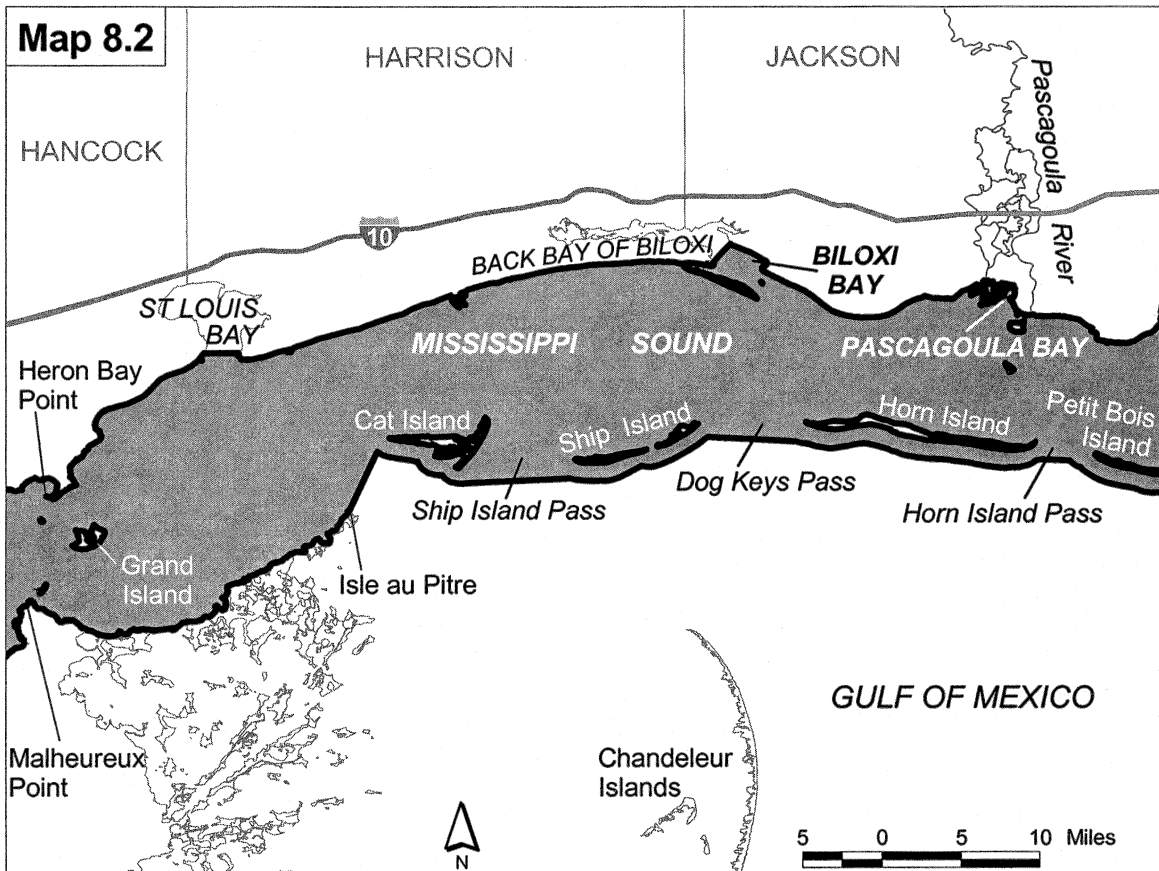 Map 8.2
HARRISON
JACKSON
HANCOCK
Pascagoula
River
10
BACK BAY OF BILOXI
BILOXI
BAY
ST LOUIS
BAY
MISSISSIPPI SOUND
PASCAGOULA BAY
Heron Bay
Point
Cat Island
Ship Island
Horn Island
Petit Bois
Island
Dog Keys Pass
Ship Island Pass
Horn Island Pass
Grand
Island
Isle au Pitre
GULF OF MEXICO
Malheureux
Point
Chandeleur
Islands
N
5 0 5 10 Miles